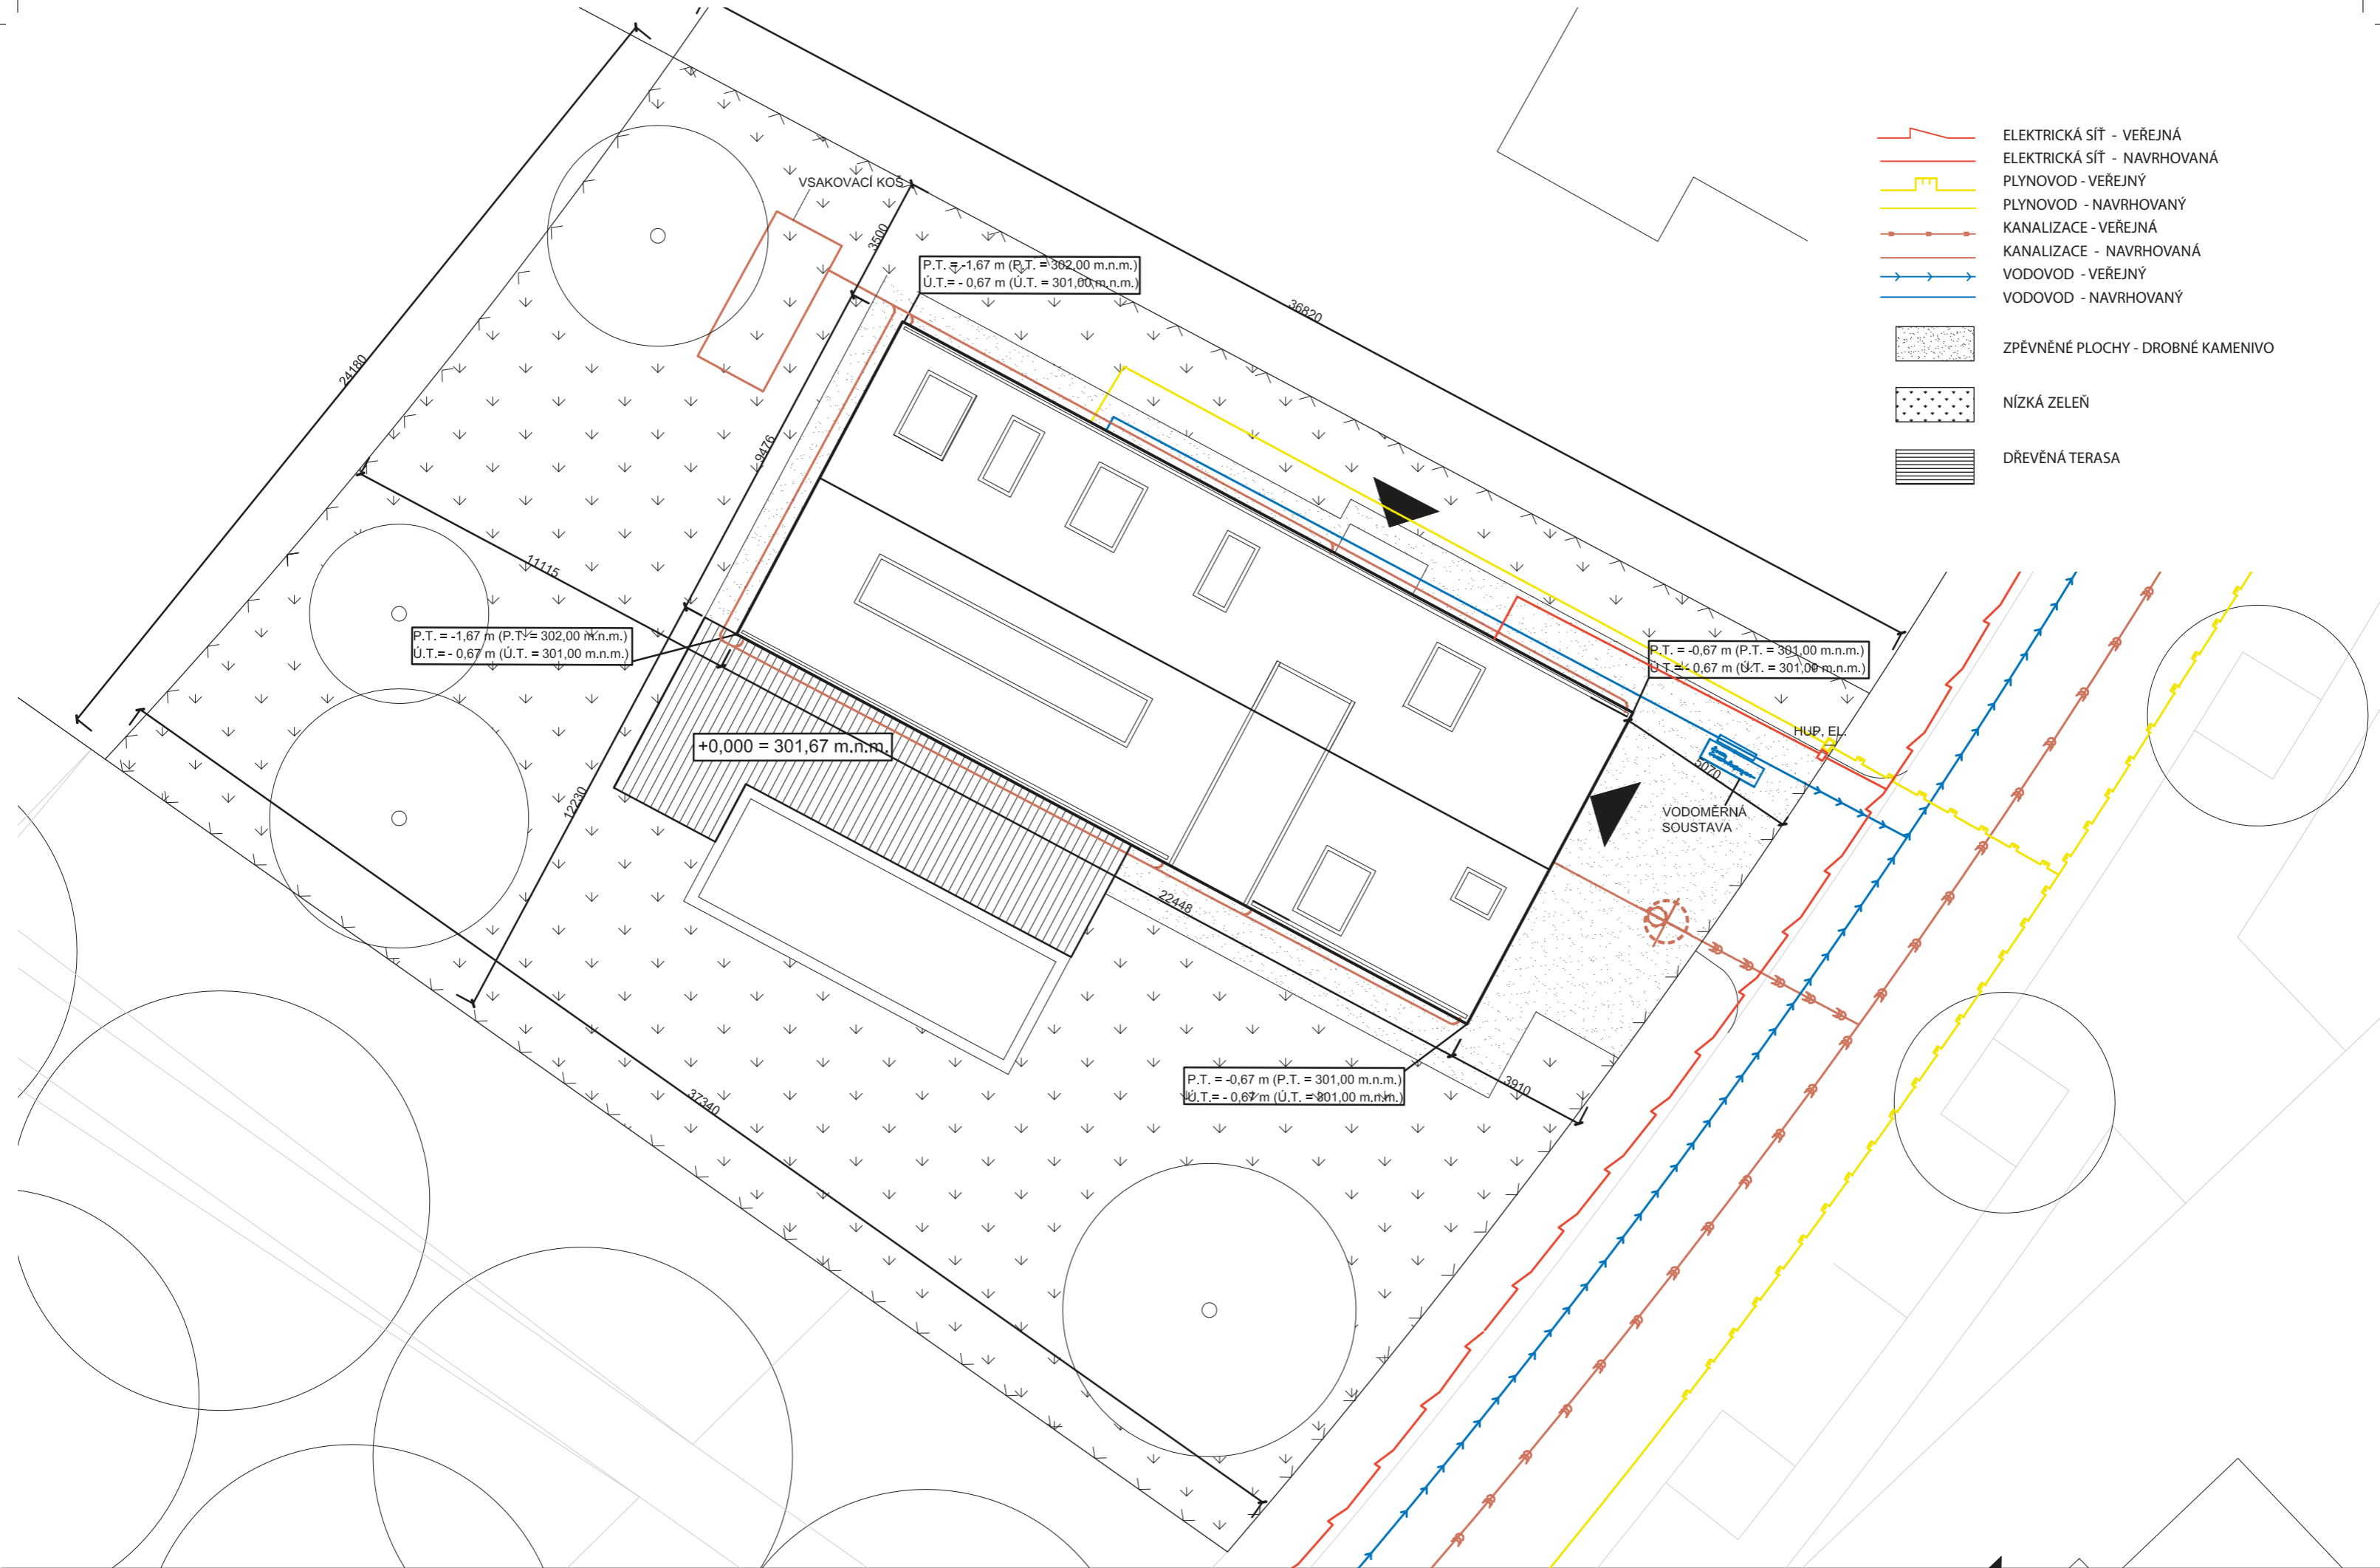 ELEKTRICKÁ SÍŤ - VEŘEJNÁ
ELEKTRICKÁ SÍŤ - NAVRHOVANÁ
PLYNOVOD - VEŘEJNÝ
PLYNOVOD - NAVRHOVANÝ
KANALIZACE - VEŘEJNÁ
KANALIZACE - NAVRHOVANÁ
VODOVOD - VEŘEJNÝ
VODOVOD - NAVRHOVANÝ
ZPĚVNĚNÉ PLOCHY - DROBNÉ KAMENIVO
NÍZKÁ ZELEŇ
DŘEVĚNÁ TERASA
VSAKOVACÍ KOŠ
3500
P.T. = -1,67 m (P.T. = 302,00 m.n.m.)
Ú.T.= - 0,67 m (Ú.T. = 301,00 m.n.m.)
36820
24180
9476
11115
P.T. = -1,67 m (P.T. = 302,00 m.n.m.)
Ú.T.= - 0,67 m (Ú.T. = 301,00 m.n.m.)
P.T. = -0,67 m (P.T. = 301,00 m.n.m.)
Ú.T.= - 0,67 m (Ú.T. = 301,00 m.n.m.)
HUP, EL.
+0,000 = 301,67 m.n.m.
5070
12230
VODOMĚRNÁ
SOUSTAVA
22448
P.T. = -0,67 m (P.T. = 301,00 m.n.m.)
Ú.T.= - 0,67 m (Ú.T. = 301,00 m.n.m.)
3910
37340